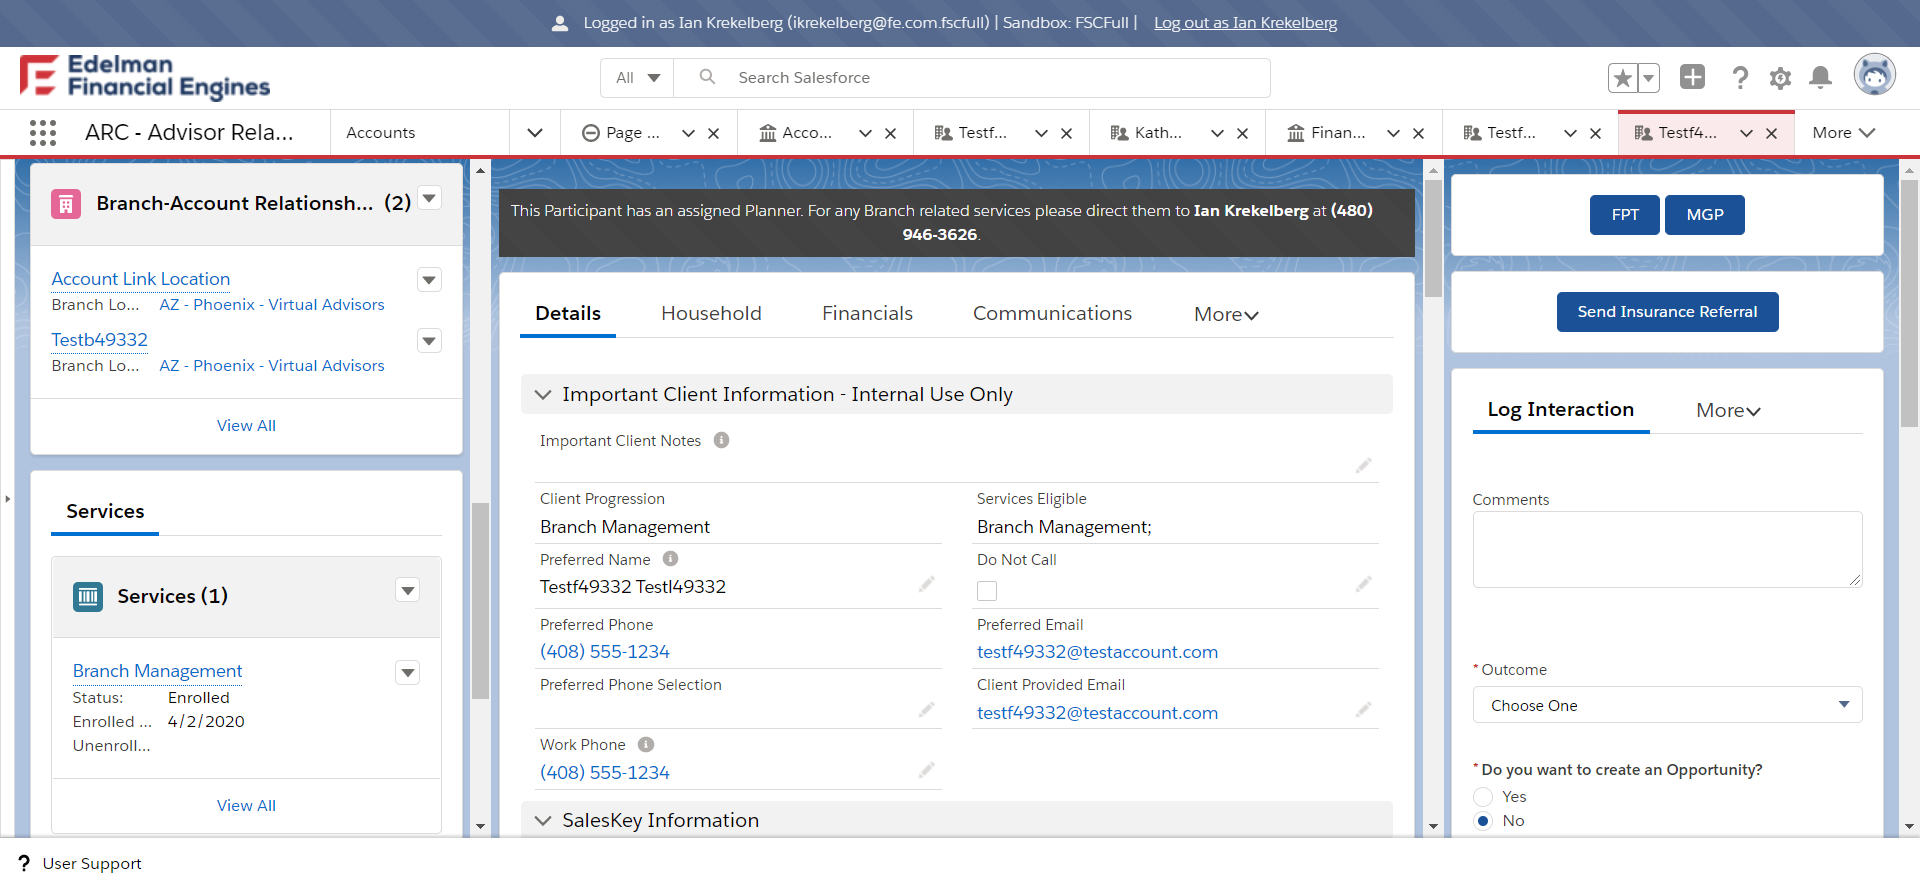 Logged in as Ian Krekelberg (ikrekelberg@fe.com.fscfull) | Sandbox: FSCFull | Log out as Ian Krekelberg
Edelman
Financial Engines
All
Search Salesforce
ARC - Advisor Rela...
Accounts
Page ...
Acco...
Testf...
Kath...
Finan...
Testf...
Testf4...
More
Branch-Account Relationsh... (2)
Account Link Location
Branch Lo... AZ - Phoenix - Virtual Advisors
Testb49332
Branch Lo... AZ - Phoenix - Virtual Advisors
View All
Services
Services (1)
Branch Management
Status: Enrolled
Enrolled ... 4/2/2020
Unenroll...
View All
This Participant has an assigned Planner. For any Branch related services please direct them to Ian Krekelberg at (480)
946-3626.
Details
Household
Financials
Communications
More
Important Client Information - Internal Use Only
Important Client Notes
Client Progression
Branch Management
Services Eligible
Branch Management;
Preferred Name
Testf49332 Testl49332
Do Not Call
Preferred Phone
(408) 555-1234
Preferred Email
testf49332@testaccount.com
Preferred Phone Selection
Client Provided Email
testf49332@testaccount.com
Work Phone
(408) 555-1234
SalesKey Information
FPT
MGP
Send Insurance Referral
Log Interaction
More
Comments
* Outcome
Choose One
* Do you want to create an Opportunity?
Yes
No
? User Support